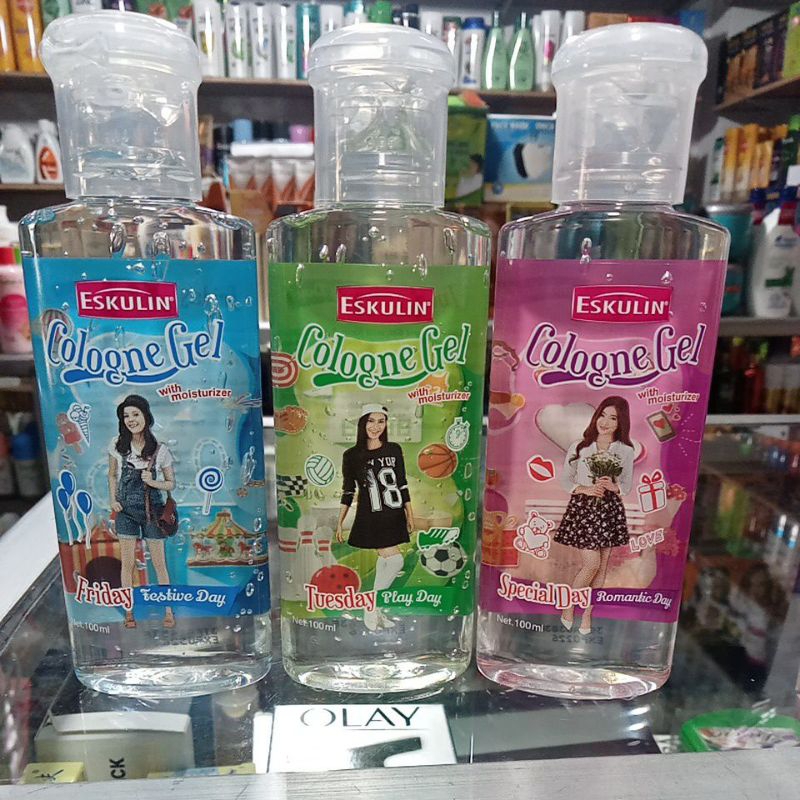 ESKULIN
Cologne Gel
with moisturizer
Friday Festive Day
Net.100ml
ESKULIN
Cologne Gel
with moisturizer
18
Tuesday Play Day
Net.100ml
ESKULIN
Cologne Gel
with moisturizer
LOVE
Special Day Romantic Day
Net.100ml
OLAY